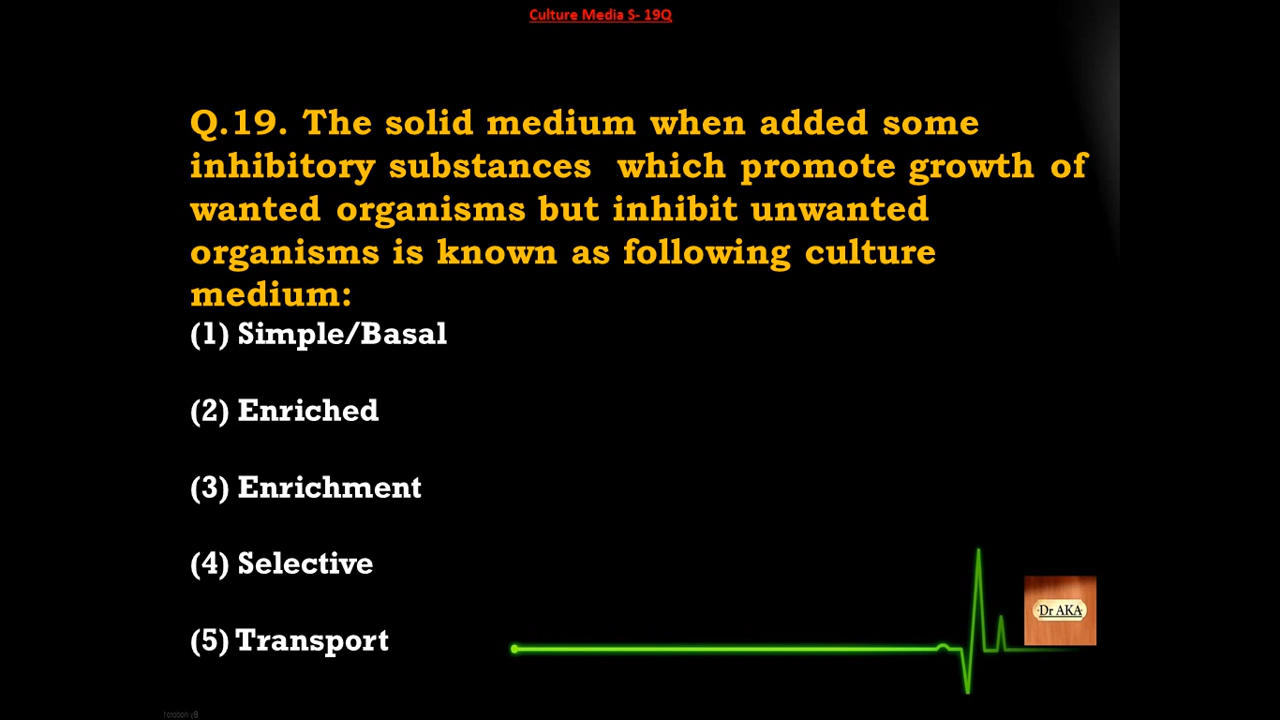 Culture Media S- 19Q
Q.19. The solid medium when added some
inhibitory substances which promote growth of
wanted organisms but inhibit unwanted
organisms is known as following culture
medium:
(1) Simple/Basal
(2) Enriched
(3) Enrichment
(4) Selective
(5) Transport
Dr AKA